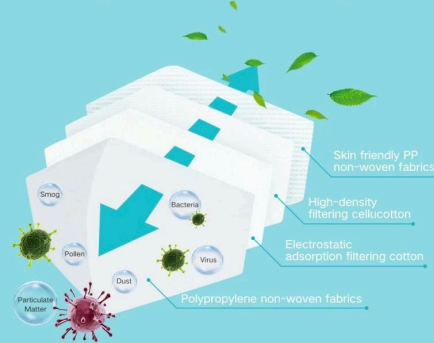 Skin friendly PP
non-woven fabrics
High-density
filtering cellucotton
Electrostatic
adsorption filtering cotton
Polypropylene non-woven fabrics
Smog
Bacteria
Pollen
Virus
Dust
Particulate
Matter